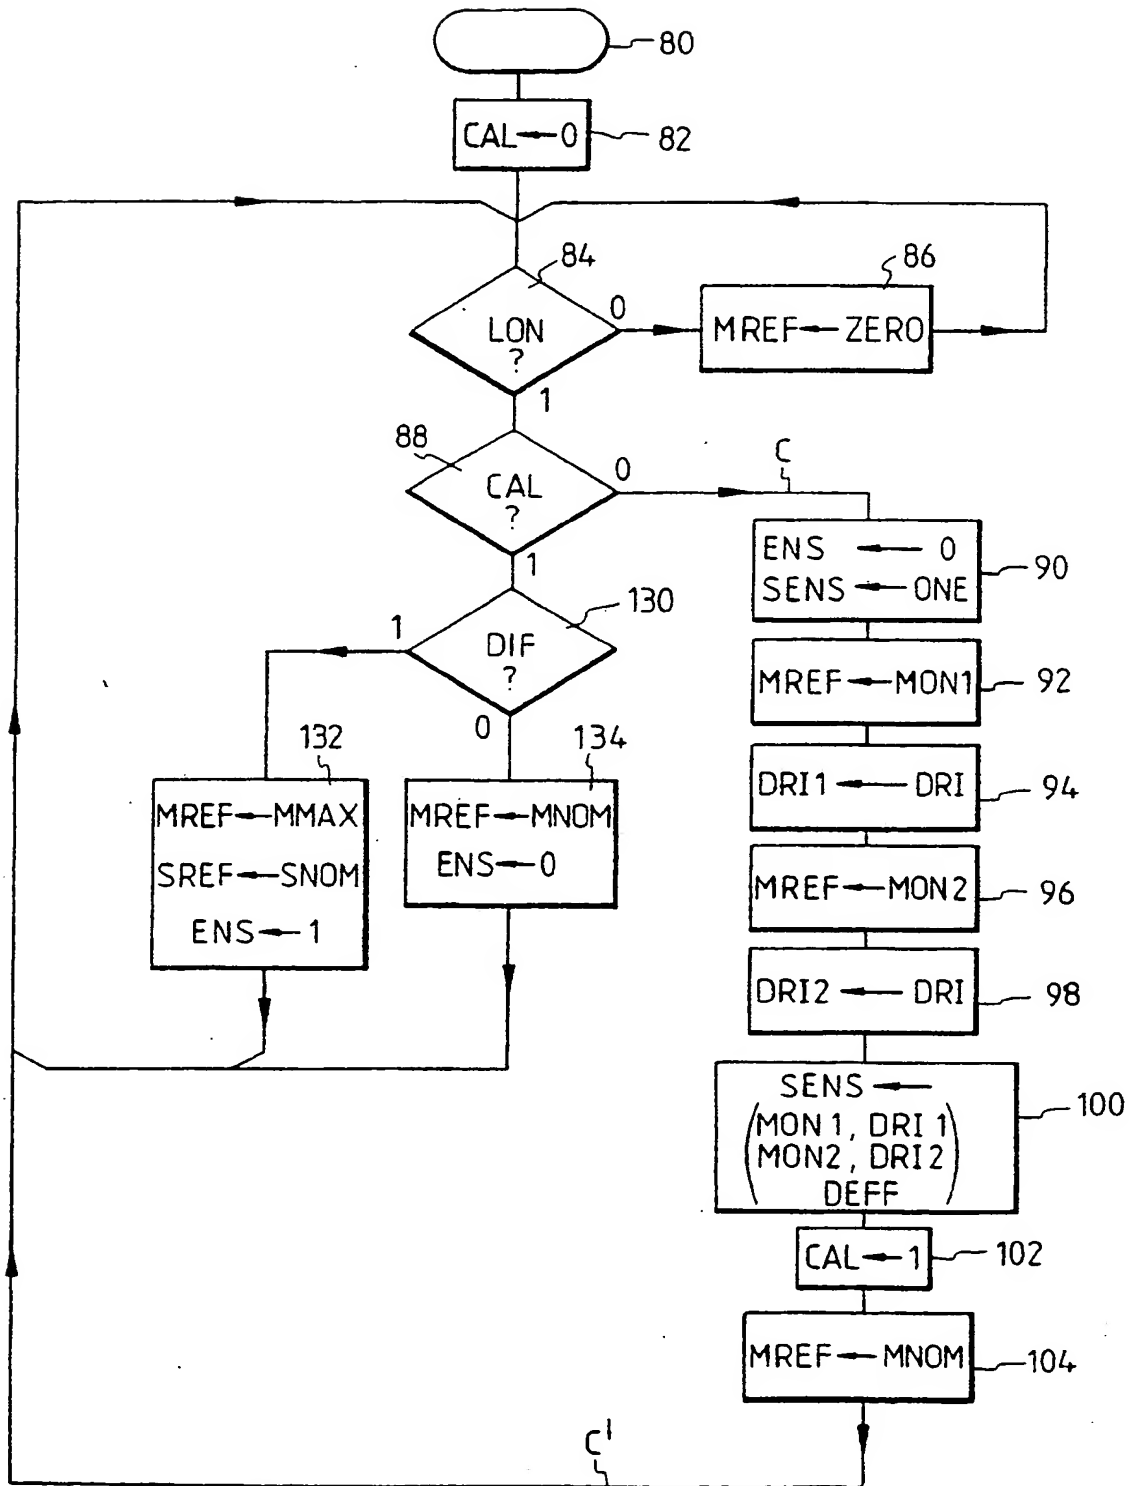 80
CAL ← 0
82
84
LON
?
0
1
86
MREF ← ZERO
88
CAL
?
0
1
C
ENS ← 0
SENS ← ONE
90
130
DIF
?
1
0
MREF ← MON1
92
132
MREF ← MMAX
SREF ← SNOM
ENS ← 1
134
MREF ← MNOM
ENS ← 0
DRI1 ← DRI
94
MREF ← MON2
96
DRI2 ← DRI
98
SENS ←
(MON1, DRI1
MON2, DRI2
DEFF)
100
CAL ← 1
102
MREF ← MNOM
104
C'